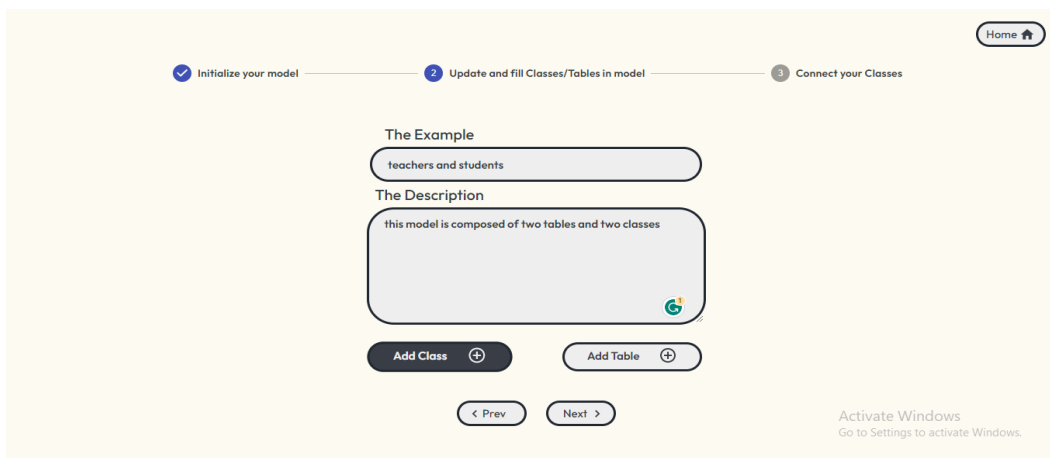 Home
Initialize your model
2 Update and fill Classes/Tables in model
3 Connect your Classes
The Example
teachers and students
The Description
this model is composed of two tables and two classes
G 1
Add Class
Add Table
< Prev
Next >
Activate Windows
Go to Settings to activate Windows.